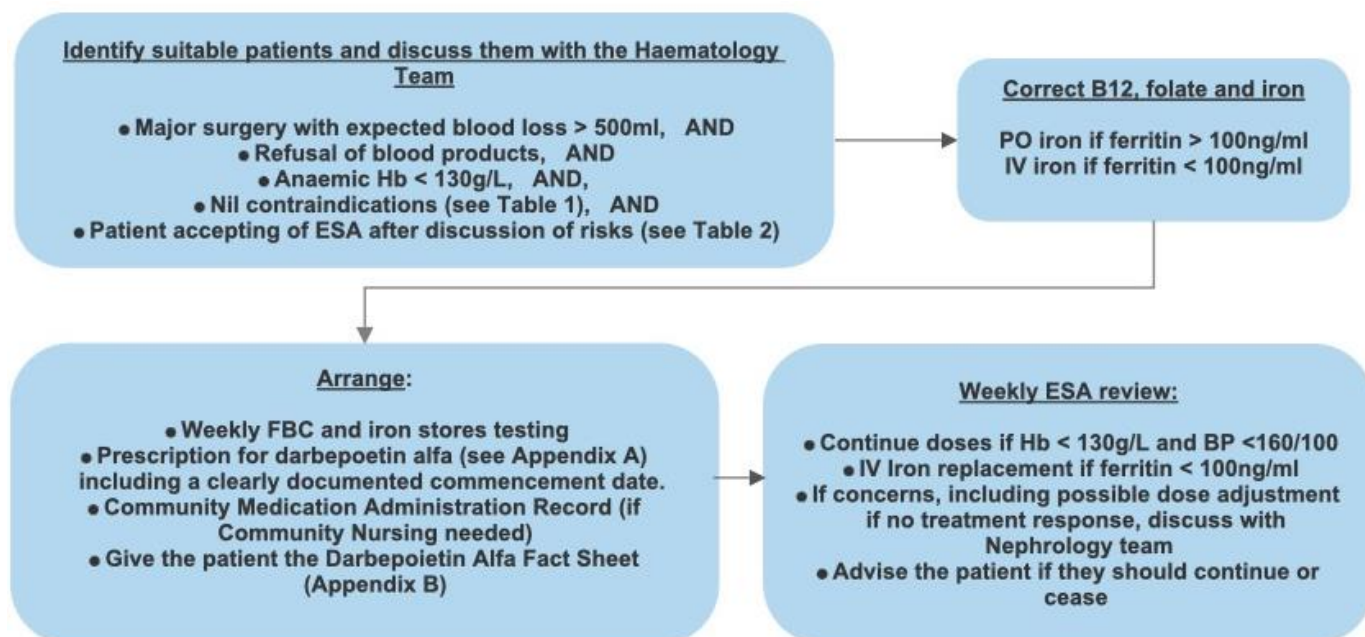 Identify suitable patients and discuss them with the Haematology
Team
● Major surgery with expected blood loss > 500ml, AND
● Refusal of blood products, AND
● Anaemic Hb < 130g/L, AND,
● Nil contraindications (see Table 1), AND
● Patient accepting of ESA after discussion of risks (see Table 2)
Correct B12, folate and iron
PO iron if ferritin > 100ng/ml
IV iron if ferritin < 100ng/ml
Arrange:
● Weekly FBC and iron stores testing
● Prescription for darbepoetin alfa (see Appendix A)
including a clearly documented commencement date.
● Community Medication Administration Record (if
Community Nursing needed)
● Give the patient the Darbepoietin Alfa Fact Sheet
(Appendix B)
Weekly ESA review:
● Continue doses if Hb < 130g/L and BP <160/100
● IV Iron replacement if ferritin < 100ng/ml
● If concerns, including possible dose adjustment
if no treatment response, discuss with
Nephrology team
● Advise the patient if they should continue or
cease